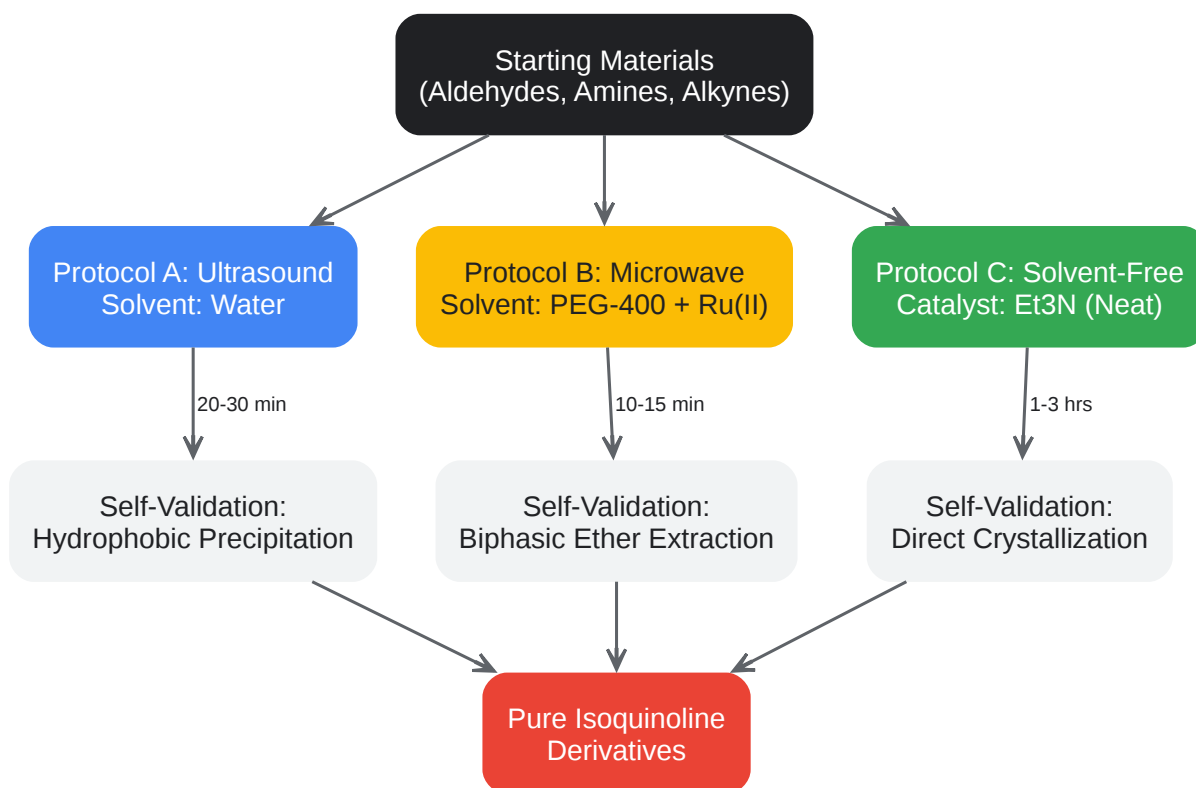 Starting Materials
(Aldehydes, Amines, Alkynes)
Protocol A: Ultrasound
Solvent: Water
Protocol B: Microwave
Solvent: PEG-400 + Ru(II)
Protocol C: Solvent-Free
Catalyst: Et3N (Neat)
20-30 min
10-15 min
1-3 hrs
Self-Validation:
Hydrophobic Precipitation
Self-Validation:
Biphasic Ether Extraction
Self-Validation:
Direct Crystallization
Pure Isoquinoline
Derivatives